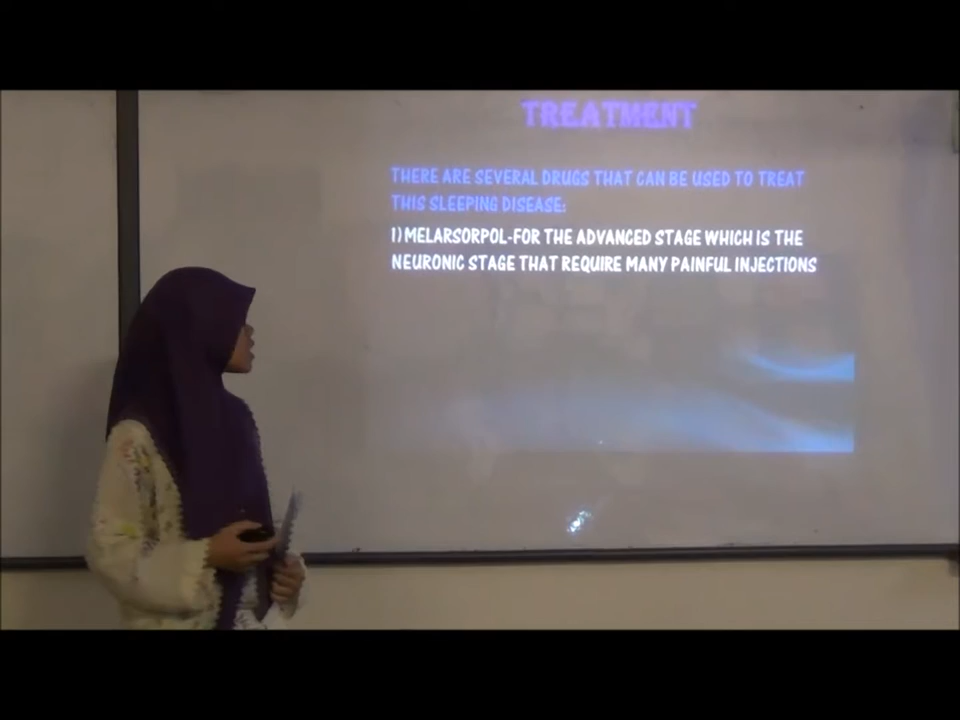 TREATMENT
THERE ARE SEVERAL DRUGS THAT CAN BE USED TO TREAT
THIS SLEEPING DISEASE:
1) MELARSORPOL-FOR THE ADVANCED STAGE WHICH IS THE
NEURONIC STAGE THAT REQUIRE MANY PAINFUL INJECTIONS